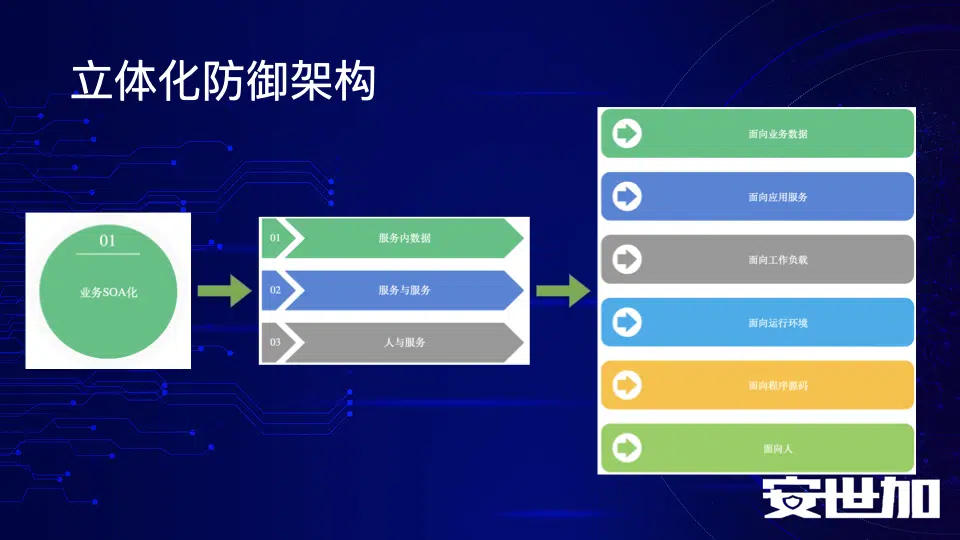 立体化防御架构
01
业务SOA化
01
服务内数据
02
服务与服务
03
人与服务
面向业务数据
面向应用服务
面向工作负载
面向运行环境
面向程序源码
面向人
安世加